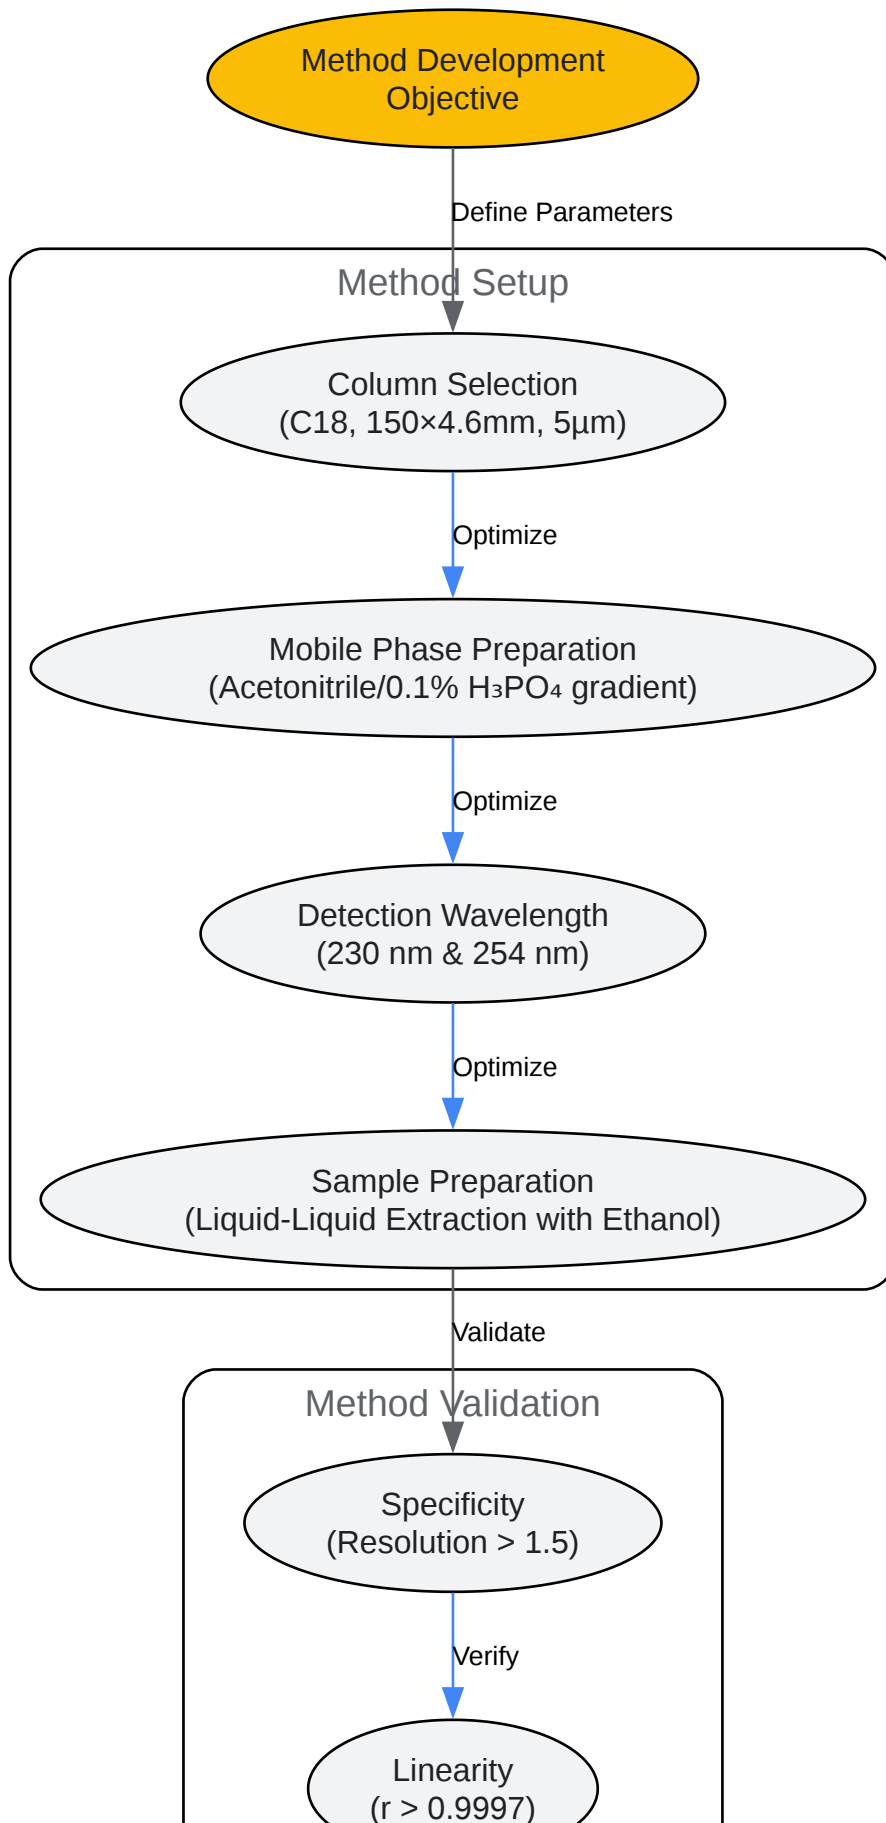 Method Development
Objective
Define Parameters
Method Setup
Column Selection
(C18, 150×4.6mm, 5µm)
Optimize
Mobile Phase Preparation
(Acetonitrile/0.1% H₃PO₄ gradient)
Optimize
Detection Wavelength
(230 nm & 254 nm)
Optimize
Sample Preparation
(Liquid-Liquid Extraction with Ethanol)
Validate
Method Validation
Specificity
(Resolution > 1.5)
Verify
Linearity
(r > 0.9997)